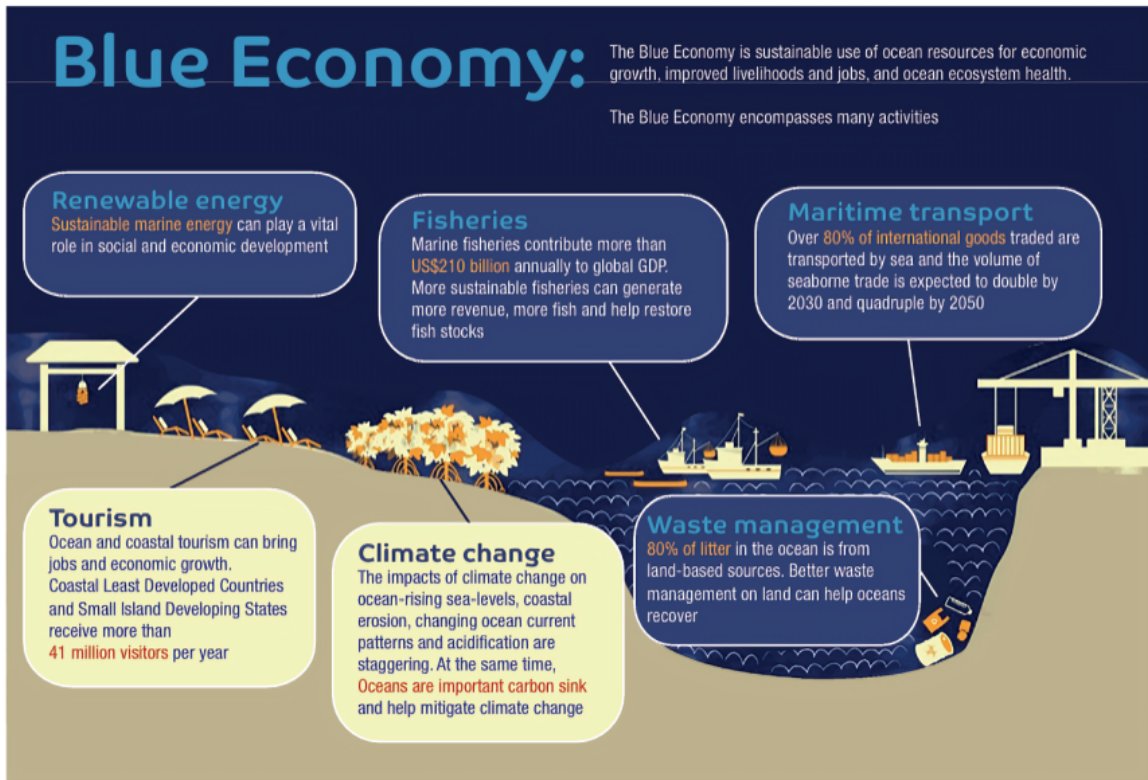 Blue Economy:
The Blue Economy is sustainable use of ocean resources for economic
growth, improved livelihoods and jobs, and ocean ecosystem health.
The Blue Economy encompasses many activities
Renewable energy
Sustainable marine energy can play a vital
role in social and economic development
Fisheries
Marine fisheries contribute more than
US$210 billion annually to global GDP.
More sustainable fisheries can generate
more revenue, more fish and help restore
fish stocks
Maritime transport
Over 80% of international goods traded are
transported by sea and the volume of
seaborne trade is expected to double by
2030 and quadruple by 2050
Tourism
Ocean and coastal tourism can bring
jobs and economic growth.
Coastal Least Developed Countries
and Small Island Developing States
receive more than
41 million visitors per year
Climate change
The impacts of climate change on
ocean-rising sea-levels, coastal
erosion, changing ocean current
patterns and acidification are
staggering. At the same time,
Oceans are important carbon sink
and help mitigate climate change
Waste management
80% of litter in the ocean is from
land-based sources. Better waste
management on land can help oceans
recover